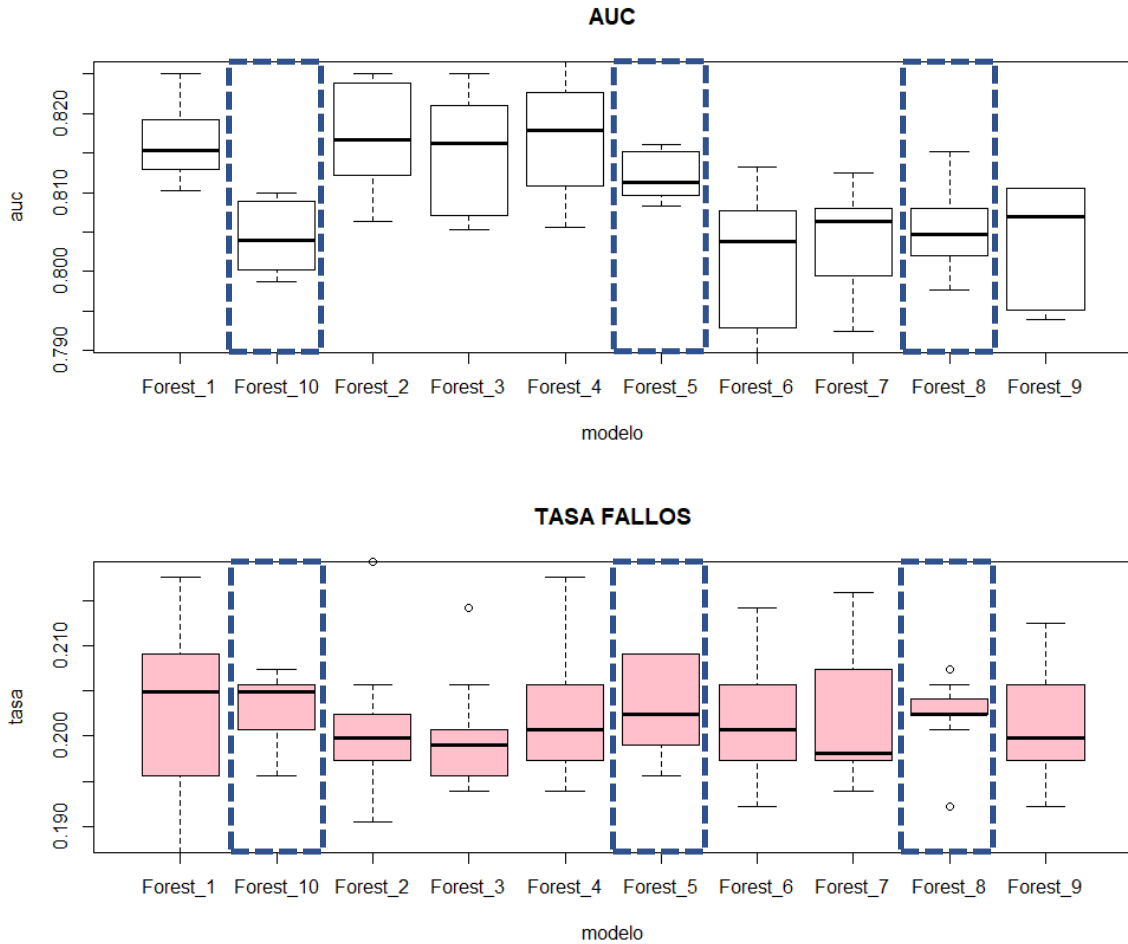 AUC
0.820
0.810
0.800
0.790
auc
Forest_1 Forest_10 Forest_2 Forest_3 Forest_4 Forest_5 Forest_6 Forest_7 Forest_8 Forest_9
modelo
TASA FALLOS
0.210
0.200
0.190
tasa
Forest_1 Forest_10 Forest_2 Forest_3 Forest_4 Forest_5 Forest_6 Forest_7 Forest_8 Forest_9
modelo